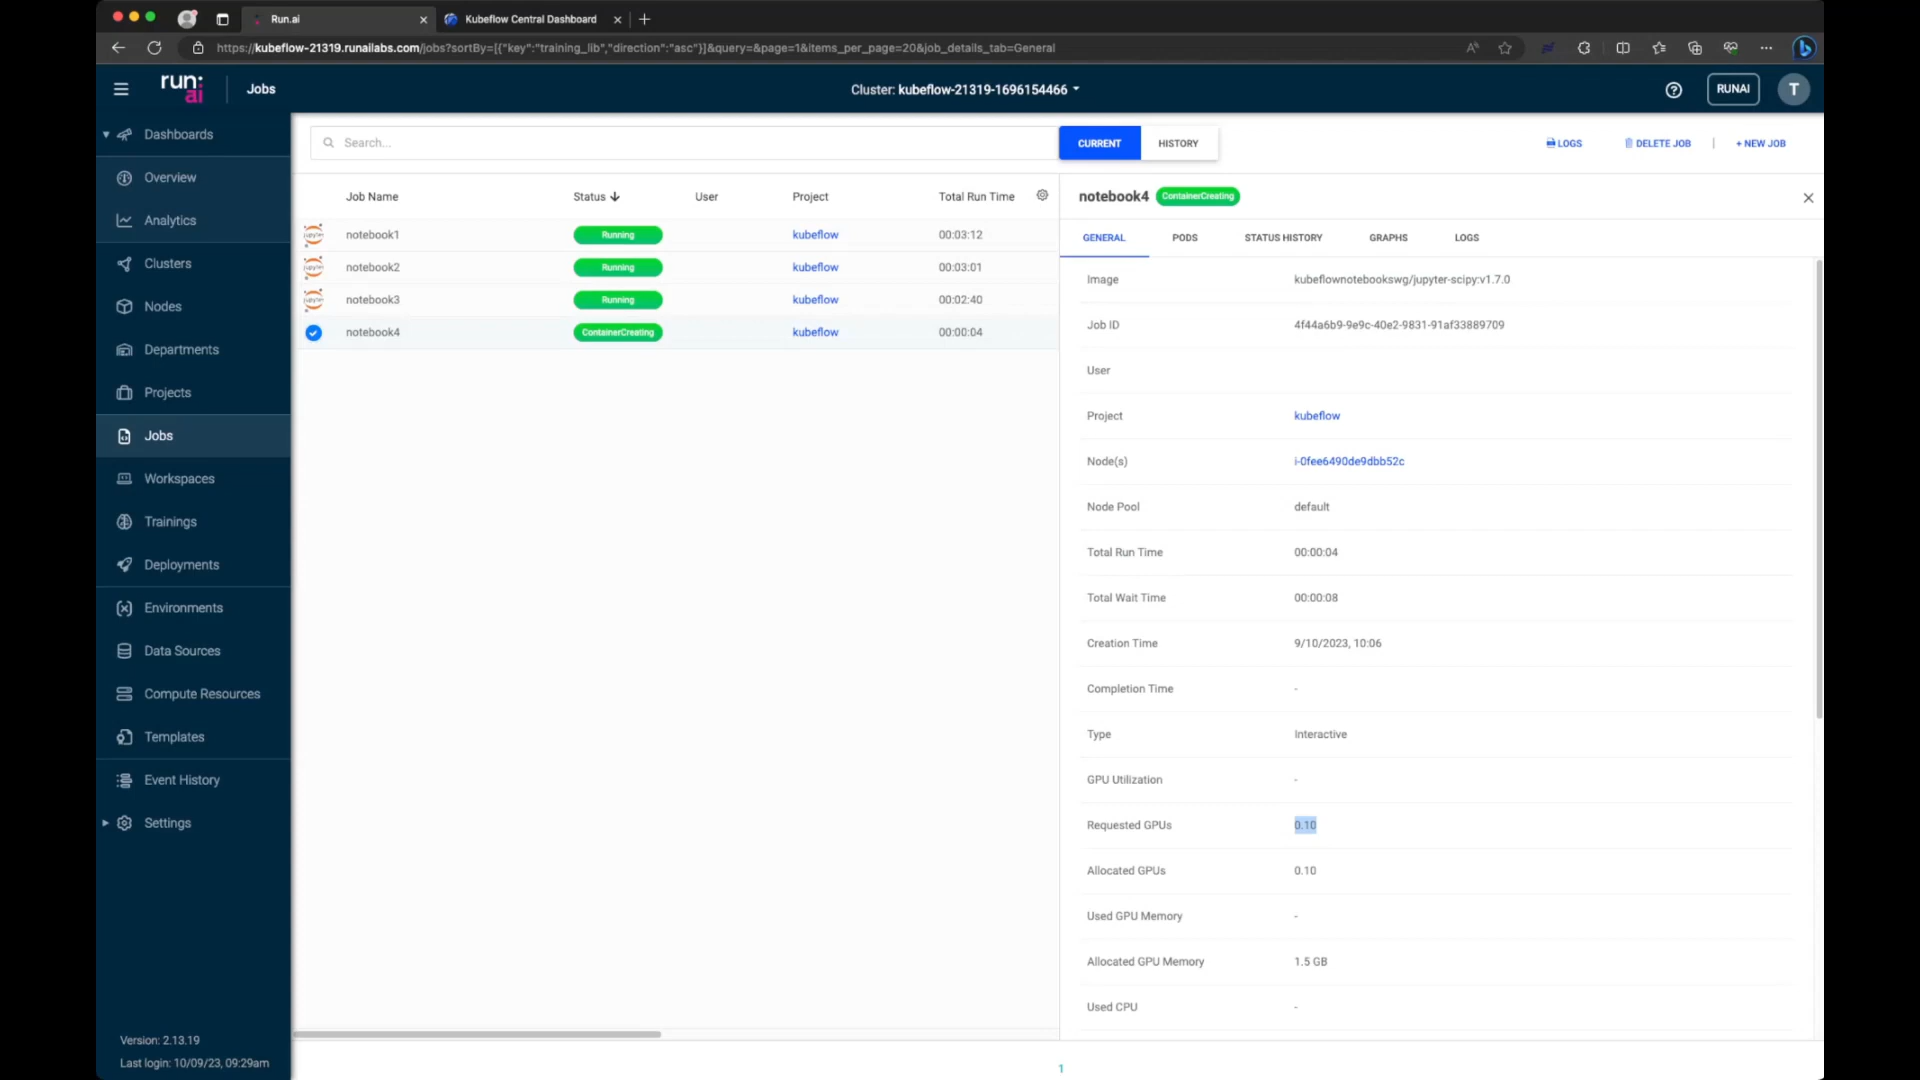 Run.ai
Kubeflow Central Dashboard
https://kubeflow-21319.runailabs.com/jobs?sortBy=[{"key":"training_lib","direction":"asc"}]&query=&page=1&items_per_page=20&job_details_tab=General
run:
ai
Jobs
Cluster: kubeflow-21319-1696154466
RUNAI
T
Dashboards
Overview
Analytics
Clusters
Nodes
Departments
Projects
Jobs
Workspaces
Trainings
Deployments
Environments
Data Sources
Compute Resources
Templates
Event History
Settings
Version: 2.13.19
Last login: 10/09/23, 09:29am
Search...
CURRENT
HISTORY
LOGS
DELETE JOB
+ NEW JOB
Job Name Status User Project Total Run Time
jupyter notebook1 Running kubeflow 00:03:12
jupyter notebook2 Running kubeflow 00:03:01
jupyter notebook3 Running kubeflow 00:02:40
notebook4 ContainerCreating kubeflow 00:00:04
notebook4 ContainerCreating
GENERAL PODS STATUS HISTORY GRAPHS LOGS
Image kubeflownotebookswg/jupyter-scipy:v1.7.0
Job ID 4f44a6b9-9e9c-40e2-9831-91af33889709
User
Project kubeflow
Node(s) i-0fee6490de9dbb52c
Node Pool default
Total Run Time 00:00:04
Total Wait Time 00:00:08
Creation Time 9/10/2023, 10:06
Completion Time -
Type Interactive
GPU Utilization -
Requested GPUs 0.10
Allocated GPUs 0.10
Used GPU Memory -
Allocated GPU Memory 1.5 GB
Used CPU -
1